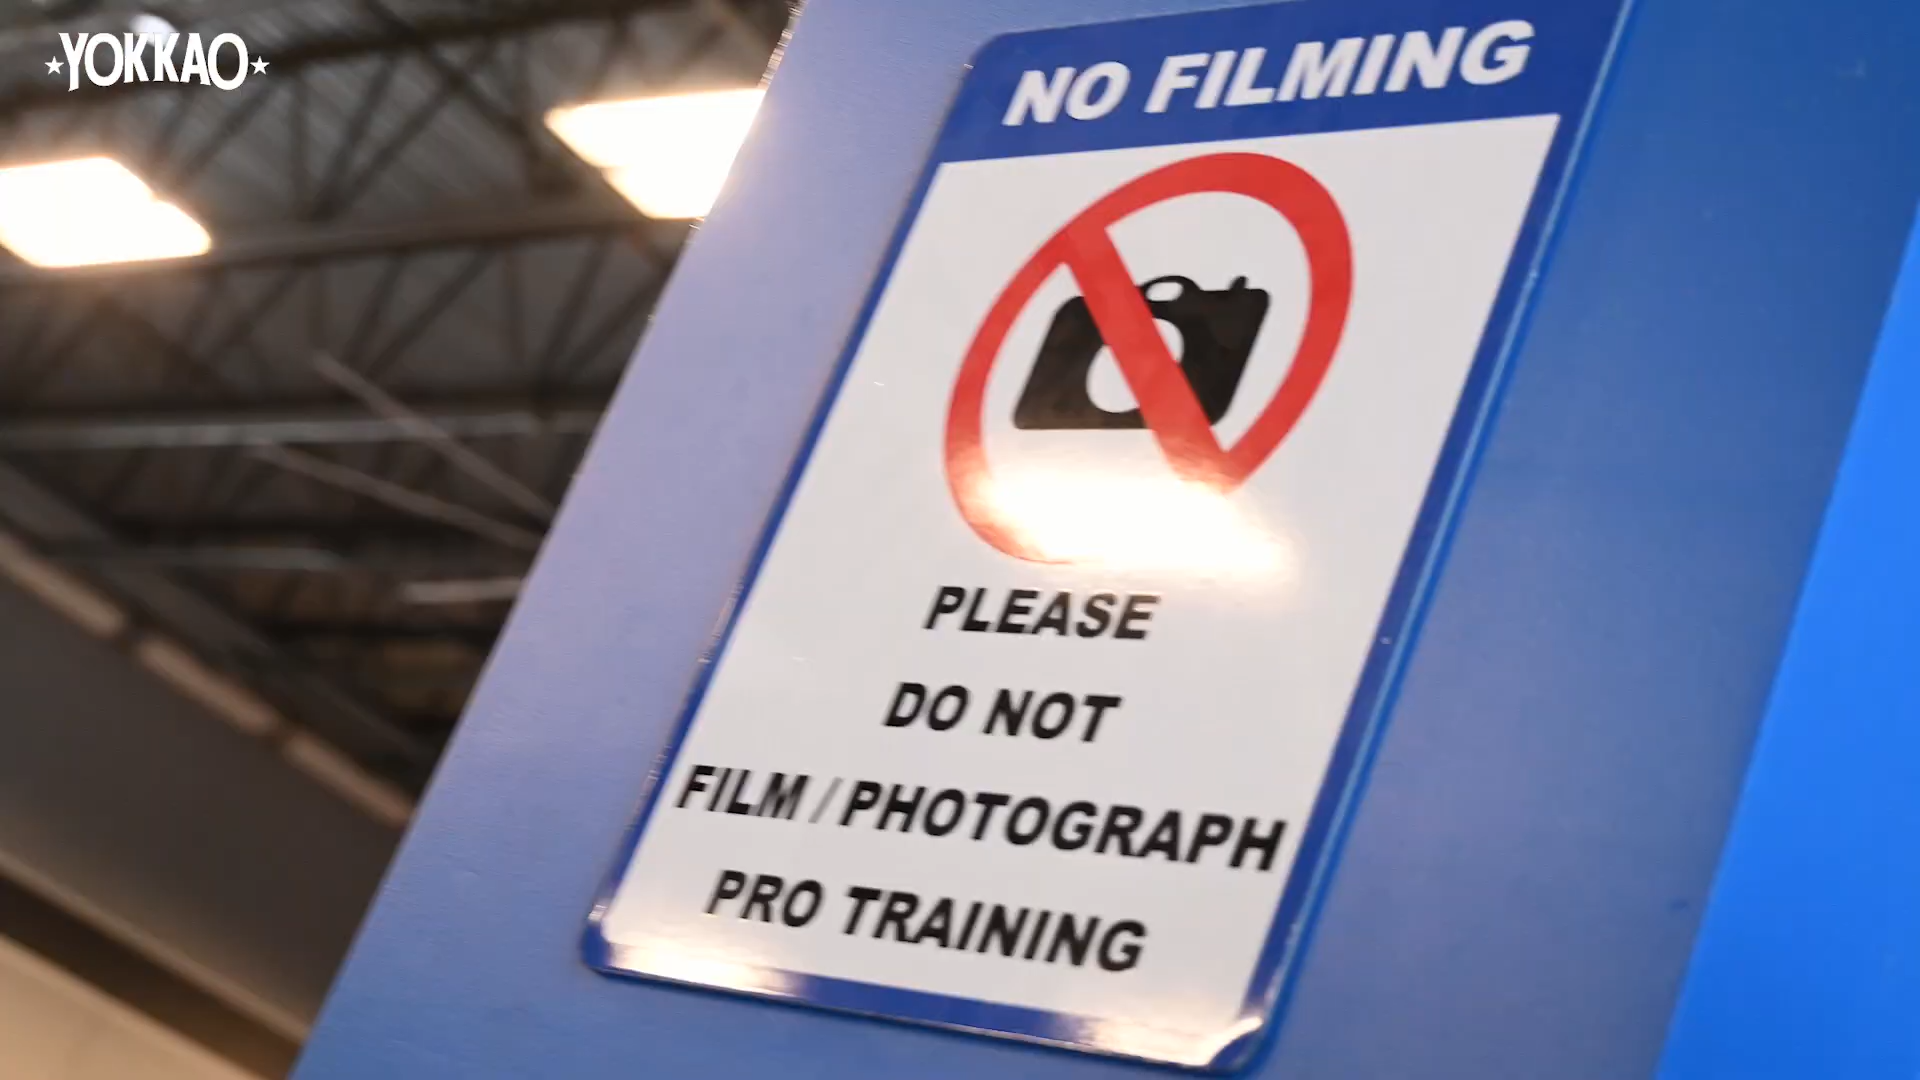 YOKKAO
NO FILMING
PLEASE
DO NOT
FILM / PHOTOGRAPH
PRO TRAINING